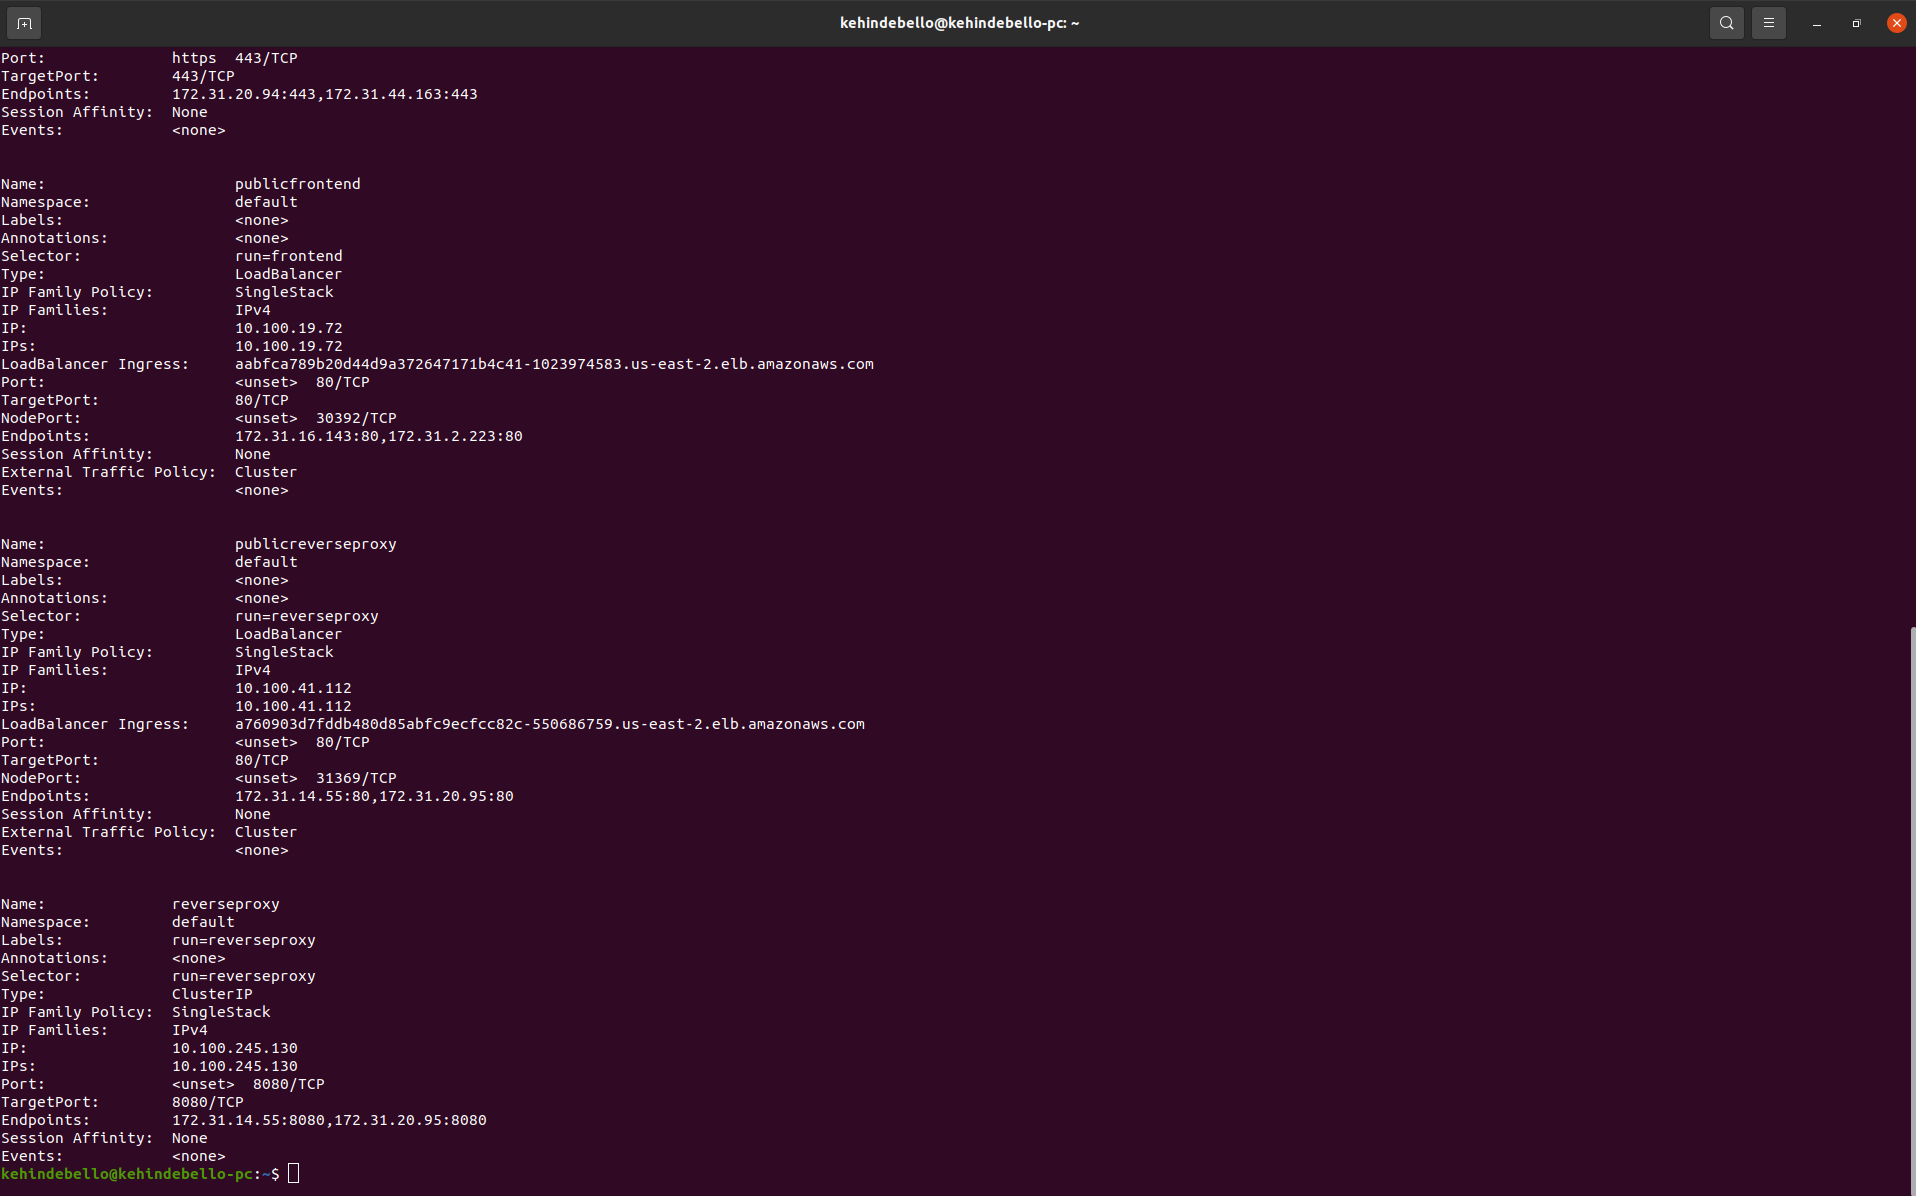 kehindebello@kehindebello-pc: ~
Port:              https  443/TCP
TargetPort:        443/TCP
Endpoints:         172.31.20.94:443,172.31.44.163:443
Session Affinity:  None
Events:            <none>

Name:                     publicfrontend
Namespace:                default
Labels:                   <none>
Annotations:              <none>
Selector:                 run=frontend
Type:                     LoadBalancer
IP Family Policy:         SingleStack
IP Families:              IPv4
IP:                       10.100.19.72
IPs:                      10.100.19.72
LoadBalancer Ingress:     aabfca789b20d44d9a372647171b4c41-1023974583.us-east-2.elb.amazonaws.com
Port:                     <unset>  80/TCP
TargetPort:               80/TCP
NodePort:                 <unset>  30392/TCP
Endpoints:                172.31.16.143:80,172.31.2.223:80
Session Affinity:         None
External Traffic Policy:  Cluster
Events:                   <none>

Name:                     publicreverseproxy
Namespace:                default
Labels:                   <none>
Annotations:              <none>
Selector:                 run=reverseproxy
Type:                     LoadBalancer
IP Family Policy:         SingleStack
IP Families:              IPv4
IP:                       10.100.41.112
IPs:                      10.100.41.112
LoadBalancer Ingress:     a760903d7fddb480d85abfc9ecfcc82c-550686759.us-east-2.elb.amazonaws.com
Port:                     <unset>  80/TCP
TargetPort:               80/TCP
NodePort:                 <unset>  31369/TCP
Endpoints:                172.31.14.55:80,172.31.20.95:80
Session Affinity:         None
External Traffic Policy:  Cluster
Events:                   <none>

Name:              reverseproxy
Namespace:         default
Labels:            run=reverseproxy
Annotations:       <none>
Selector:          run=reverseproxy
Type:              ClusterIP
IP Family Policy:  SingleStack
IP Families:       IPv4
IP:                10.100.245.130
IPs:               10.100.245.130
Port:              <unset>  8080/TCP
TargetPort:        8080/TCP
Endpoints:         172.31.14.55:8080,172.31.20.95:8080
Session Affinity:  None
Events:            <none>
kehindebello@kehindebello-pc:~$